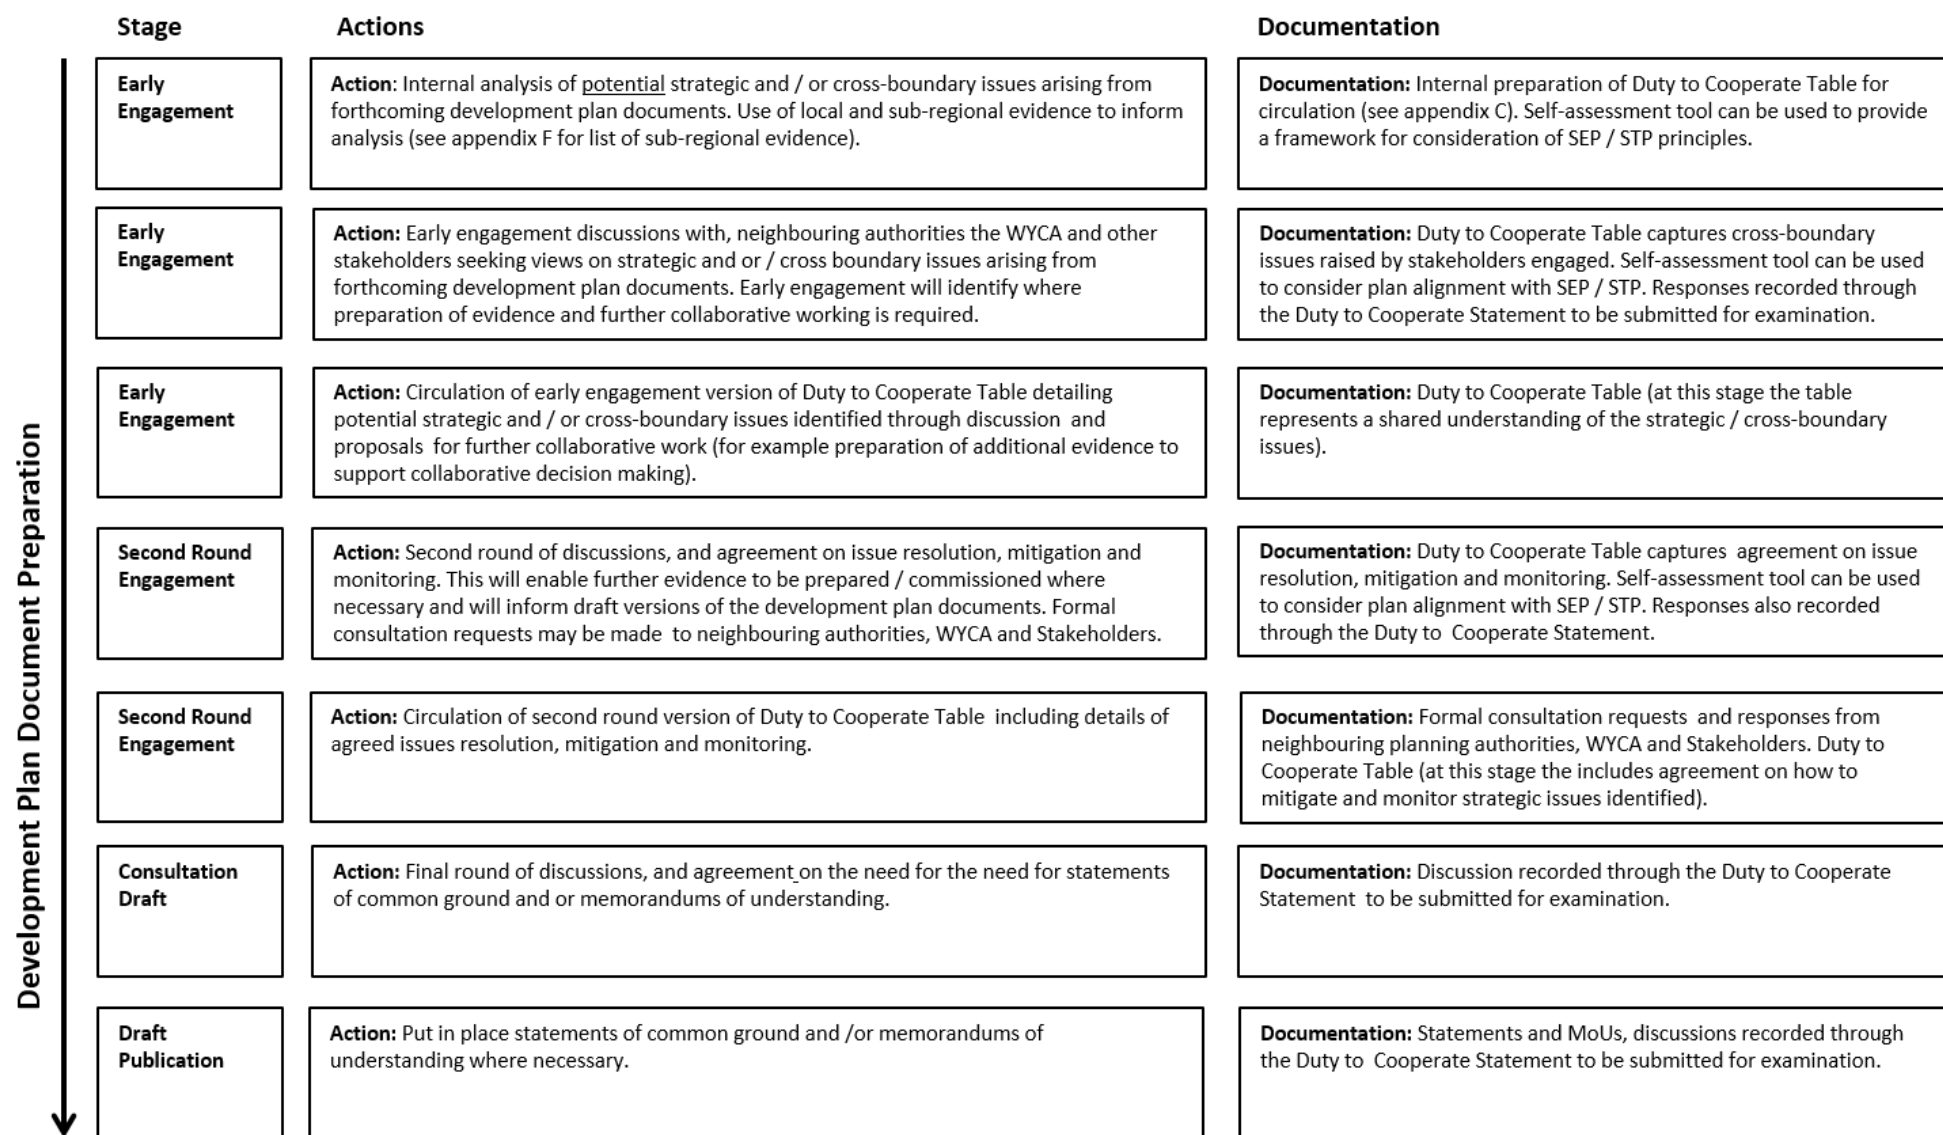 Stage Actions Documentation
Development Plan Document Preparation
Early
Engagement
Action: Internal analysis of potential strategic and / or cross-boundary issues arising from
forthcoming development plan documents. Use of local and sub-regional evidence to inform
analysis (see appendix F for list of sub-regional evidence).
Documentation: Internal preparation of Duty to Cooperate Table for
circulation (see appendix C). Self-assessment tool can be used to provide
a framework for consideration of SEP / STP principles.
Early
Engagement
Action: Early engagement discussions with, neighbouring authorities the WYCA and other
stakeholders seeking views on strategic and or / cross boundary issues arising from
forthcoming development plan documents. Early engagement will identify where
preparation of evidence and further collaborative working is required.
Documentation: Duty to Cooperate Table captures cross-boundary
issues raised by stakeholders engaged. Self-assessment tool can be used
to consider plan alignment with SEP / STP. Responses recorded through
the Duty to Cooperate Statement to be submitted for examination.
Early
Engagement
Action: Circulation of early engagement version of Duty to Cooperate Table detailing
potential strategic and / or cross-boundary issues identified through discussion and
proposals for further collaborative work (for example preparation of additional evidence to
support collaborative decision making).
Documentation: Duty to Cooperate Table (at this stage the table
represents a shared understanding of the strategic / cross-boundary
issues).
Second Round
Engagement
Action: Second round of discussions, and agreement on issue resolution, mitigation and
monitoring. This will enable further evidence to be prepared / commissioned where
necessary and will inform draft versions of the development plan documents. Formal
consultation requests may be made to neighbouring authorities, WYCA and Stakeholders.
Documentation: Duty to Cooperate Table captures agreement on issue
resolution, mitigation and monitoring. Self-assessment tool can be used
to consider plan alignment with SEP / STP. Responses also recorded
through the Duty to Cooperate Statement.
Second Round
Engagement
Action: Circulation of second round version of Duty to Cooperate Table including details of
agreed issues resolution, mitigation and monitoring.
Documentation: Formal consultation requests and responses from
neighbouring planning authorities, WYCA and Stakeholders. Duty to
Cooperate Table (at this stage the includes agreement on how to
mitigate and monitor strategic issues identified).
Consultation
Draft
Action: Final round of discussions, and agreement on the need for the need for statements
of common ground and or memorandums of understanding.
Documentation: Discussion recorded through the Duty to Cooperate
Statement to be submitted for examination.
Draft
Publication
Action: Put in place statements of common ground and /or memorandums of
understanding where necessary.
Documentation: Statements and MoUs, discussions recorded through
the Duty to Cooperate Statement to be submitted for examination.